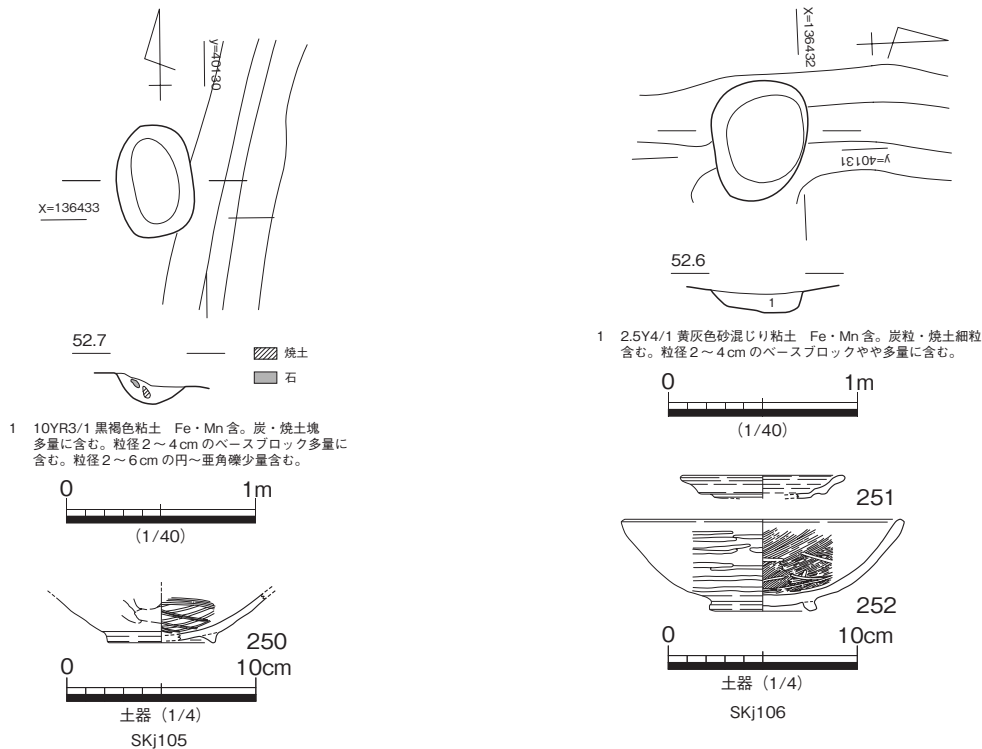 y=40130
X=136433
52.7
焼土
石
1 10YR3/1 黒褐色粘土 Fe・Mn 含。炭・焼土塊
多量に含む。粒径2～4cm のベースブロック多量に
含む。粒径2～6cm の円～亜角礫少量含む。
0 1m
(1/40)
250
0 10cm
土器（1/4）
SKj105
X=136432
y=40131
52.6
1
1 2.5Y4/1 黄灰色砂混じり粘土 Fe・Mn 含。炭粒・焼土細粒
含む。粒径2～4cm のベースブロックやや多量に含む。
0 1m
(1/40)
251
252
0 10cm
土器（1/4）
SKj106